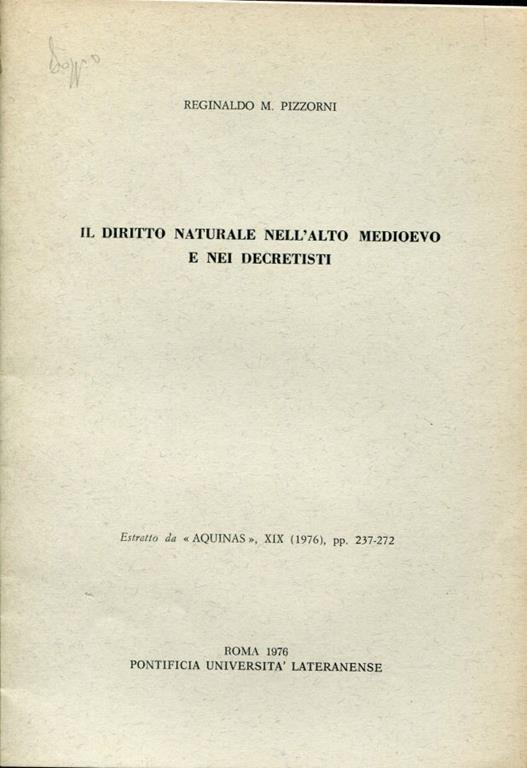 REGINALDO M. PIZZORNI
IL DIRITTO NATURALE NELL'ALTO MEDIOEVO
E NEI DECRETISTI
Estratto da « AQUINAS », XIX (1976), pp. 237-272
ROMA 1976
PONTIFICIA UNIVERSITA' LATERANENSE